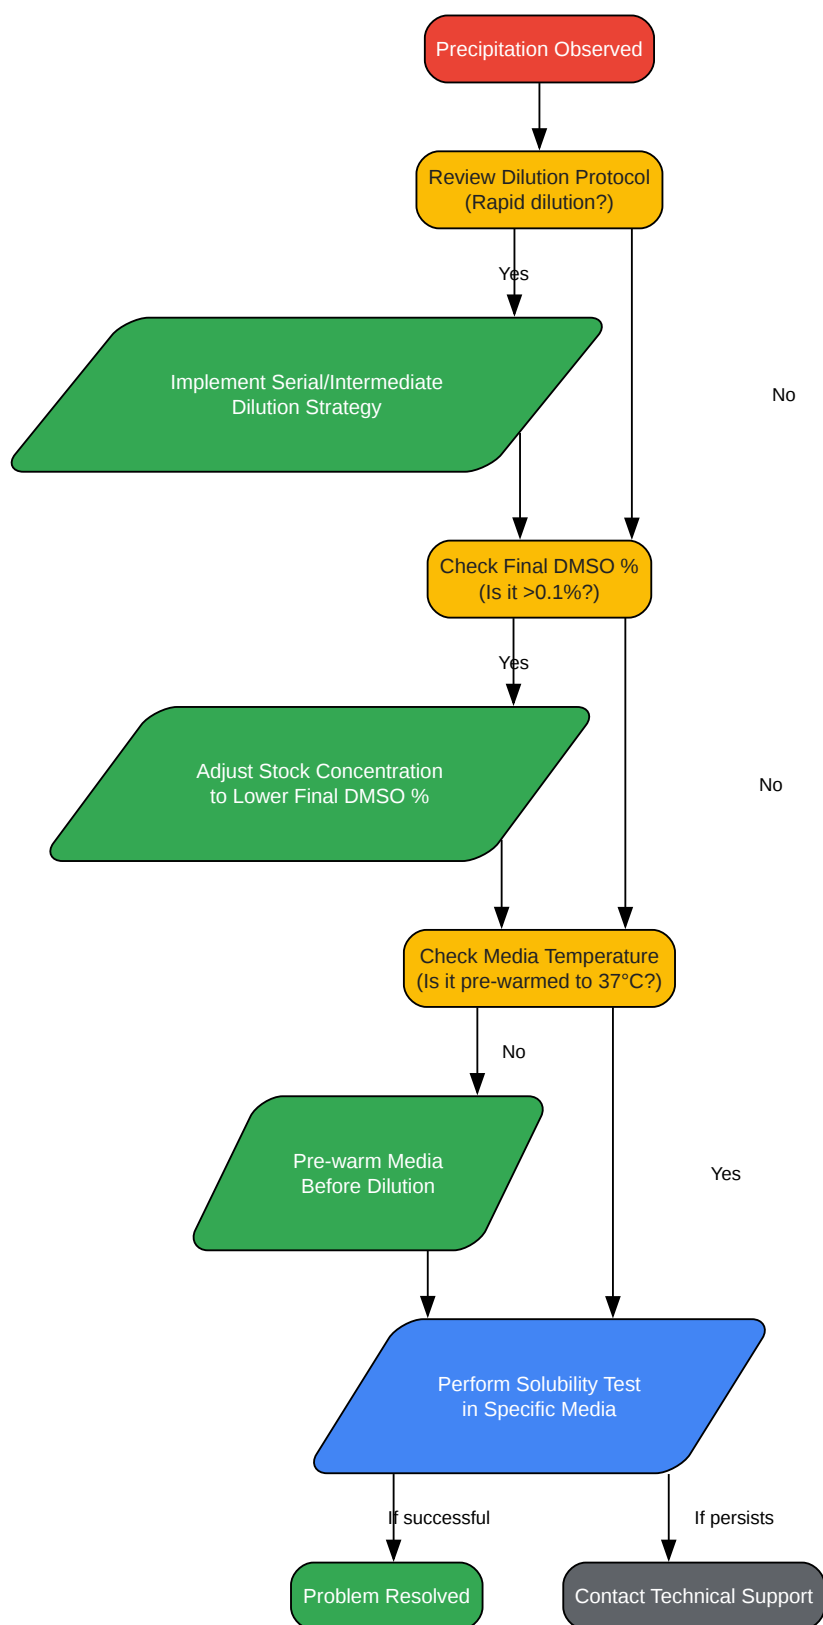 Precipitation Observed
Review Dilution Protocol
(Rapid dilution?)
Yes
Implement Serial/Intermediate
Dilution Strategy
No
Check Final DMSO %
(Is it >0.1%?)
Yes
Adjust Stock Concentration
to Lower Final DMSO %
No
Check Media Temperature
(Is it pre-warmed to 37°C?)
No
Pre-warm Media
Before Dilution
Yes
Perform Solubility Test
in Specific Media
If successful
If persists
Problem Resolved
Contact Technical Support